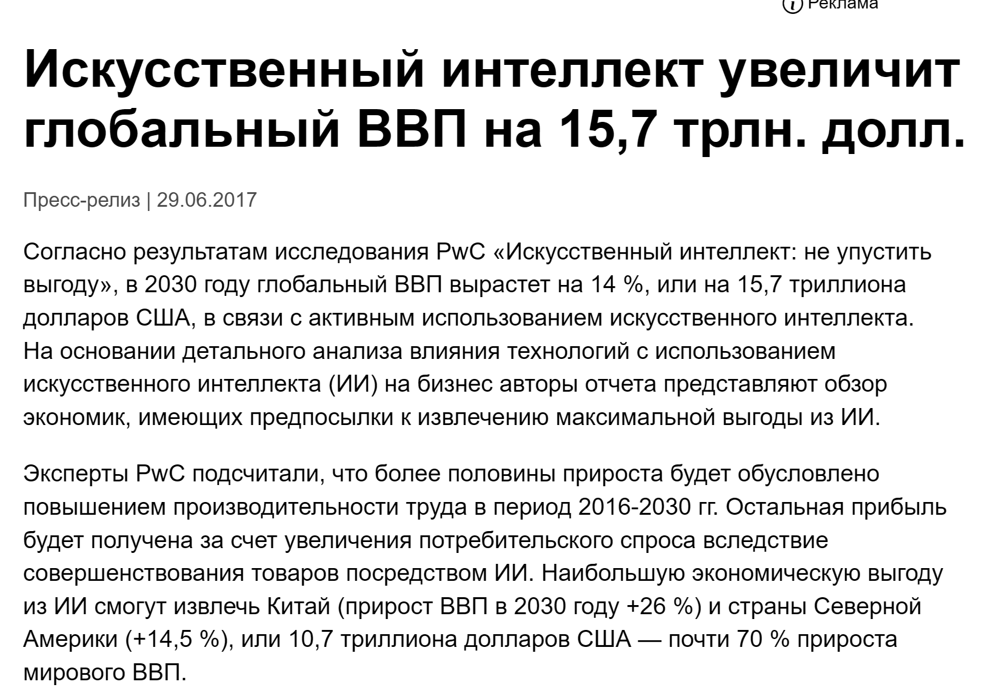 Реклама
Искусственный интеллект увеличит
глобальный ВВП на 15,7 трлн. долл.
Пресс-релиз | 29.06.2017
Согласно результатам исследования PwC «Искусственный интеллект: не упустить
выгоду», в 2030 году глобальный ВВП вырастет на 14 %, или на 15,7 триллиона
долларов США, в связи с активным использованием искусственного интеллекта.
На основании детального анализа влияния технологий с использованием
искусственного интеллекта (ИИ) на бизнес авторы отчета представляют обзор
экономик, имеющих предпосылки к извлечению максимальной выгоды из ИИ.
Эксперты PwC подсчитали, что более половины прироста будет обусловлено
повышением производительности труда в период 2016-2030 гг. Остальная прибыль
будет получена за счет увеличения потребительского спроса вследствие
совершенствования товаров посредством ИИ. Наибольшую экономическую выгоду
из ИИ смогут извлечь Китай (прирост ВВП в 2030 году +26 %) и страны Северной
Америки (+14,5 %), или 10,7 триллиона долларов США — почти 70 % прироста
мирового ВВП.